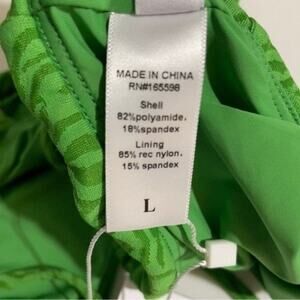 MADE IN CHINA
RN#165598
Shell
82%polyamide.
18%spandex
Lining
85% rec nylon.
15% spandex
L